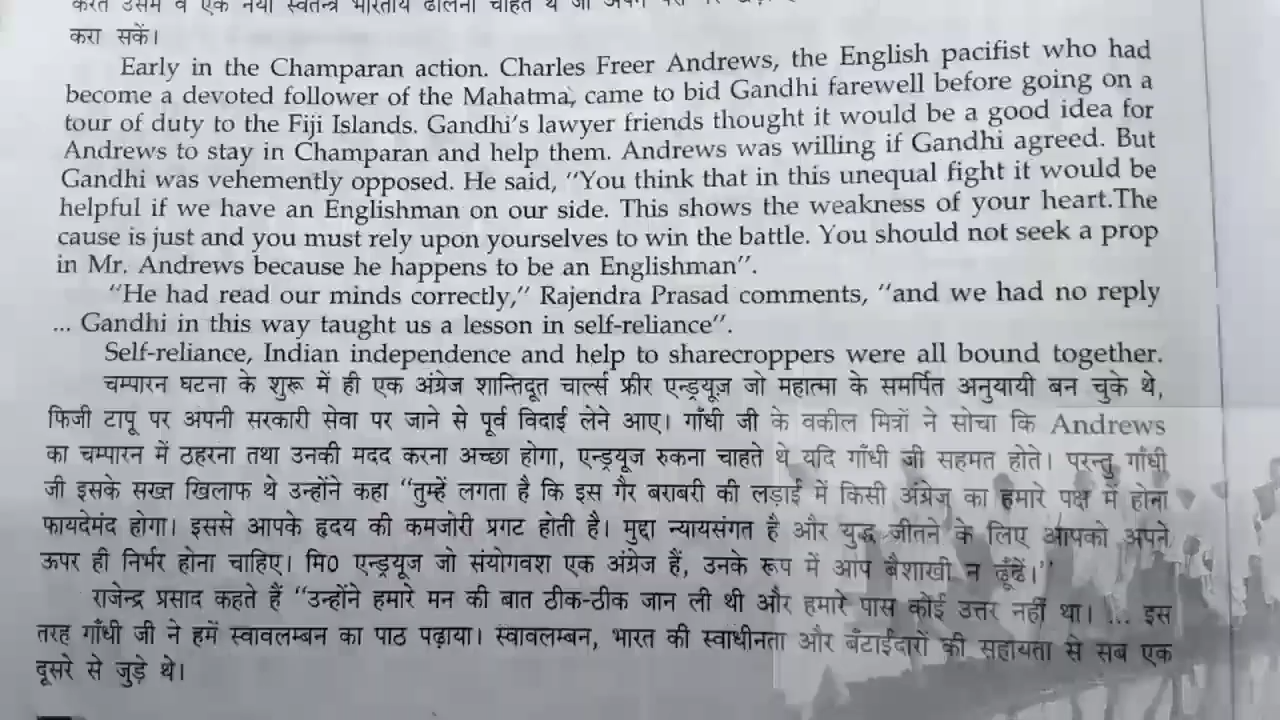 करा सकें।
Early in the Champaran action. Charles Freer Andrews, the English pacifist who had
become a devoted follower of the Mahatma, came to bid Gandhi farewell before going on a
tour of duty to the Fiji Islands. Gandhi's lawyer friends thought it would be a good idea for
Andrews to stay in Champaran and help them. Andrews was willing if Gandhi agreed. But
Gandhi was vehemently opposed. He said, "You think that in this unequal fight it would be
helpful if we have an Englishman on our side. This shows the weakness of your heart.The
cause is just and you must rely upon yourselves to win the battle. You should not seek a prop
in Mr. Andrews because he happens to be an Englishman".
"He had read our minds correctly," Rajendra Prasad comments, "and we had no reply
... Gandhi in this way taught us a lesson in self-reliance".
Self-reliance, Indian independence and help to sharecroppers were all bound together.
चम्पारन घटना के शुरू में ही एक अंग्रेज शान्तिदूत चार्ल्स फ्रीर एन्ड्रयूज़ जो महात्मा के समर्पित अनुयायी बन चुके थे,
फिजी टापू पर अपनी सरकारी सेवा पर जाने से पूर्व विदाई लेने आए। गाँधी जी के वकील मित्रों ने सोचा कि Andrews
का चम्पारन में ठहरना तथा उनकी मदद करना अच्छा होगा, एन्ड्रयूज रुकना चाहते थे यदि गाँधी जी सहमत होते। परन्तु गाँधी
जी इसके सख्त खिलाफ थे उन्होंने कहा "तुम्हें लगता है कि इस गैर बराबरी की लड़ाई में किसी अंग्रेज का हमारे पक्ष में होना
फायदेमंद होगा। इससे आपके हृदय की कमजोरी प्रगट होती है। मुद्दा न्यायसंगत है और युद्ध जीतने के लिए आपको अपने
ऊपर ही निर्भर होना चाहिए। मि0 एन्ड्रयूज जो संयोगवश एक अंग्रेज हैं, उनके रूप में आप बैशाखी न ढूँढें।"
राजेन्द्र प्रसाद कहते हैं "उन्होंने हमारे मन की बात ठीक-ठीक जान ली थी और हमारे पास कोई उत्तर नहीं था। ... इस
तरह गाँधी जी ने हमें स्वावलम्बन का पाठ पढ़ाया। स्वावलम्बन, भारत की स्वाधीनता और बँटाईदारों की सहायता से सब एक
दूसरे से जुड़े थे।